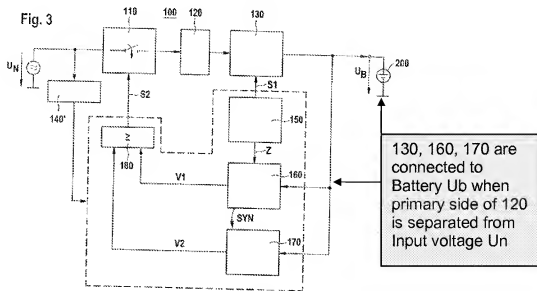 Fig. 3
100
110
120
130
U_N
S2
S1
U_B
200
140'
150
≥
180
Z
V1
160
SYN
V2
170
130, 160, 170 are
connected to
Battery Ub when
primary side of 120
is separated from
Input voltage Un